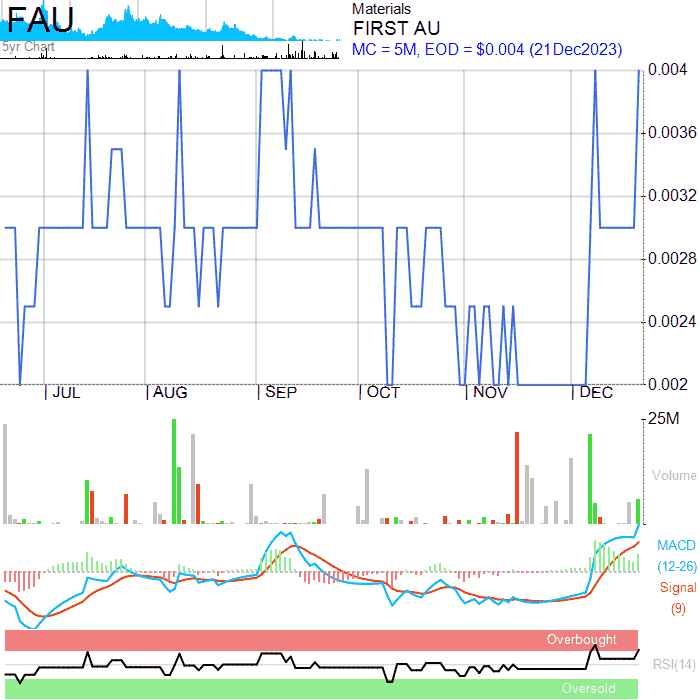 FAU
5yr Chart
Materials
FIRST AU
MC = 5M, EOD = $0.004 (21Dec2023)
0.004
0.0036
0.0032
0.0028
0.0024
0.002
JUL AUG SEP OCT NOV DEC
25M
Volume
MACD
(12-26)
Signal
(9)
Overbought
RSI(14)
Oversold